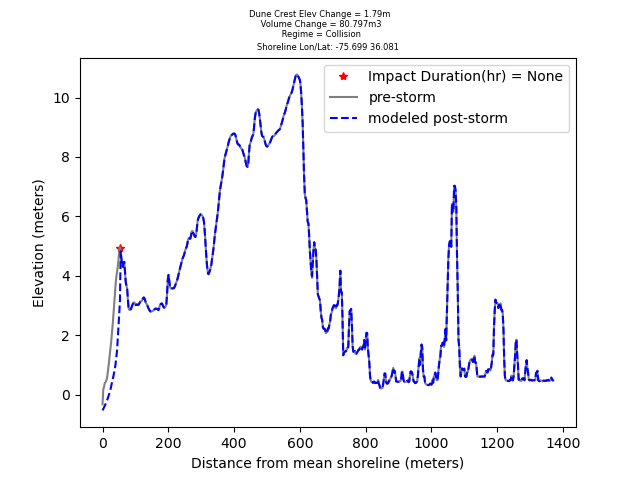 Dune Crest Elev Change = 1.79m
Volume Change = 80.797m3
Regime = Collision
Shoreline Lon/Lat: -75.699 36.081
Impact Duration(hr) = None
pre-storm
modeled post-storm
Elevation (meters)
10
8
6
4
2
0
0 200 400 600 800 1000 1200 1400
Distance from mean shoreline (meters)